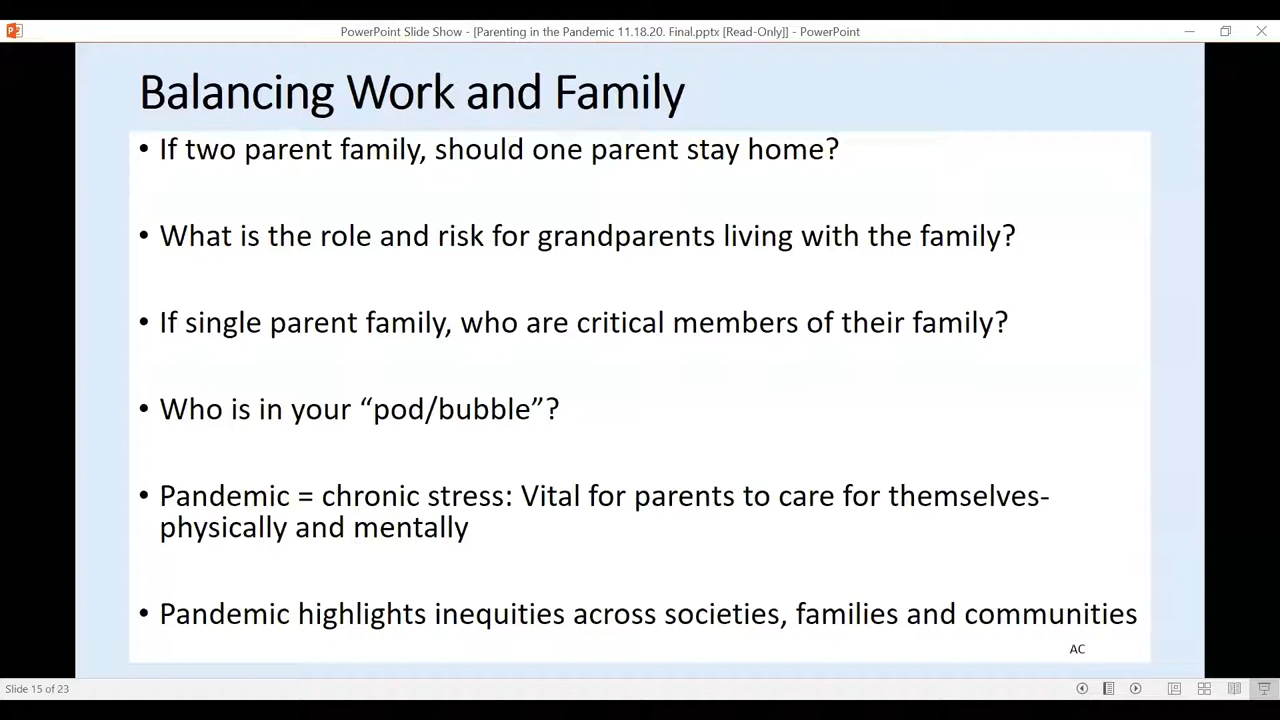 PowerPoint Slide Show - [Parenting in the Pandemic 11.18.20. Final.pptx [Read-Only]] - PowerPoint
Balancing Work and Family
• If two parent family, should one parent stay home?
• What is the role and risk for grandparents living with the family?
• If single parent family, who are critical members of their family?
• Who is in your “pod/bubble”?
• Pandemic = chronic stress: Vital for parents to care for themselves-
physically and mentally
• Pandemic highlights inequities across societies, families and communities
AC
Slide 15 of 23